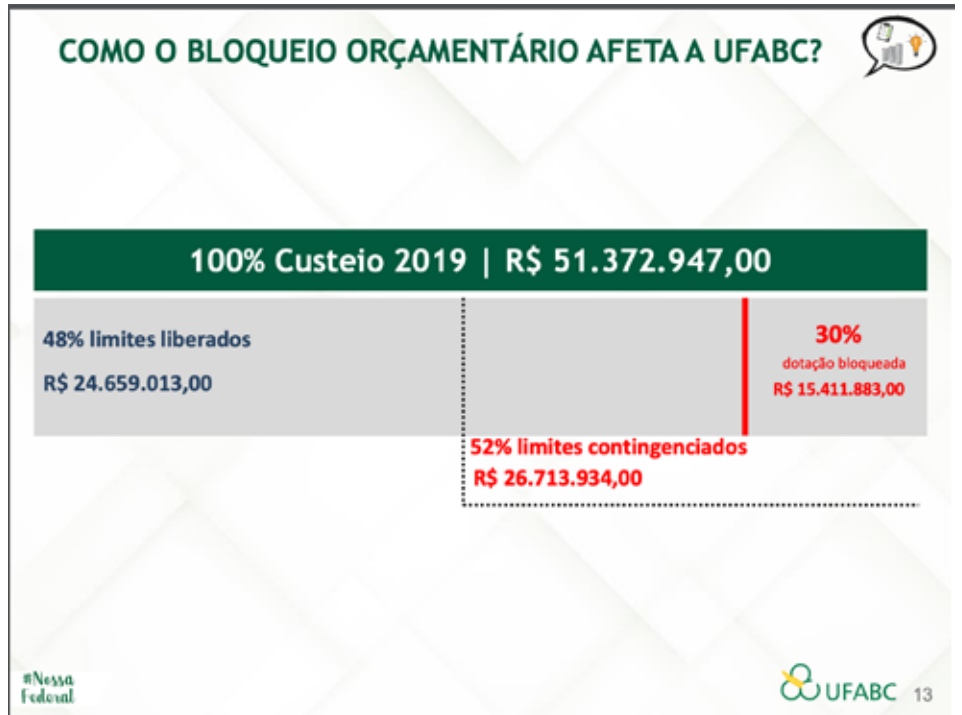 COMO O BLOQUEIO ORÇAMENTÁRIO AFETA A UFABC?
100% Custeio 2019 | R$ 51.372.947,00
48% limites liberados
R$ 24.659.013,00
30%
dotação bloqueada
R$ 15.411.883,00
52% limites contingenciados
R$ 26.713.934,00
#Nossa
Federal
UFABC
13